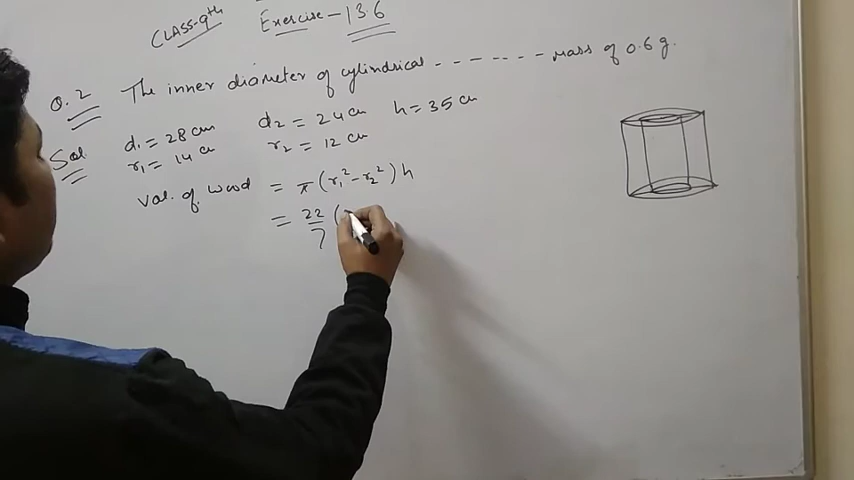 CLASS-9th Exercise-13.6
Q.2 The inner diameter of cylindrical - - - - - - - mass of 0.6 g.
Sol. d1 = 28 cm d2 = 24 cm h = 35 cm
r1 = 14 cm r2 = 12 cm
Vol. of wood = π (r1² - r2²) h
= 22/7 (